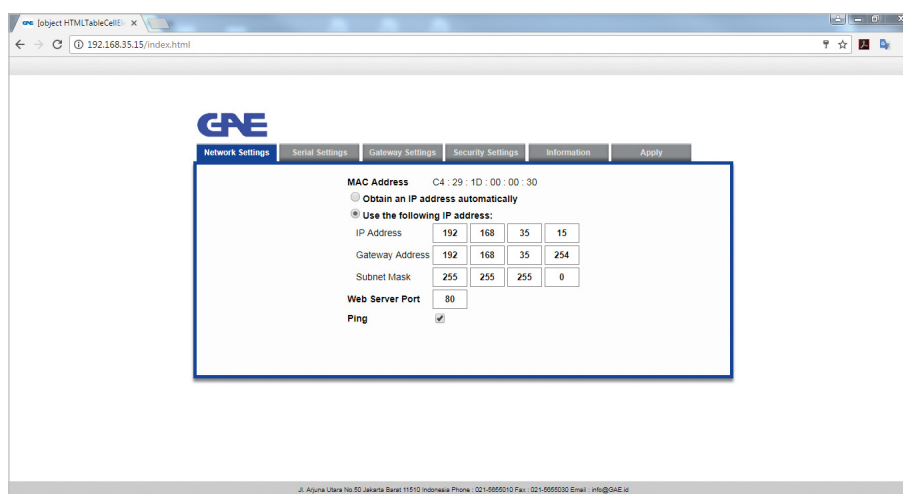 GAE [object HTMLTableCellEl
192.168.35.15/index.html
GAE
Network Settings Serial Settings Gateway Settings Security Settings Information Apply
MAC Address C4 : 29 : 1D : 00 : 00 : 30
Obtain an IP address automatically
Use the following IP address:
IP Address 192 168 35 15
Gateway Address 192 168 35 254
Subnet Mask 255 255 255 0
Web Server Port 80
Ping
Jl. Arjuna Utara No.50 Jakarta Barat 11510 Indonesia Phone : 021-5655010 Fax : 021-5655030 Email : info@GAE.id